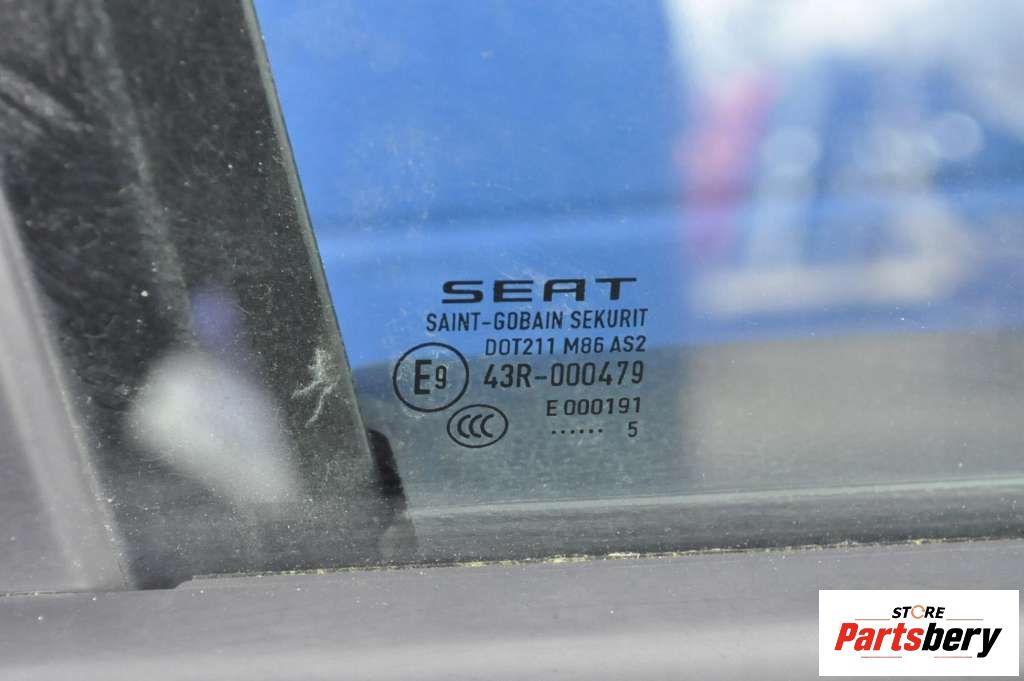 SEAT
SAINT-GOBAIN SEKURIT
DOT211 M86 AS2
E9 43R-000479
E 000191
CCC
...... 5
STORE
Partsbery